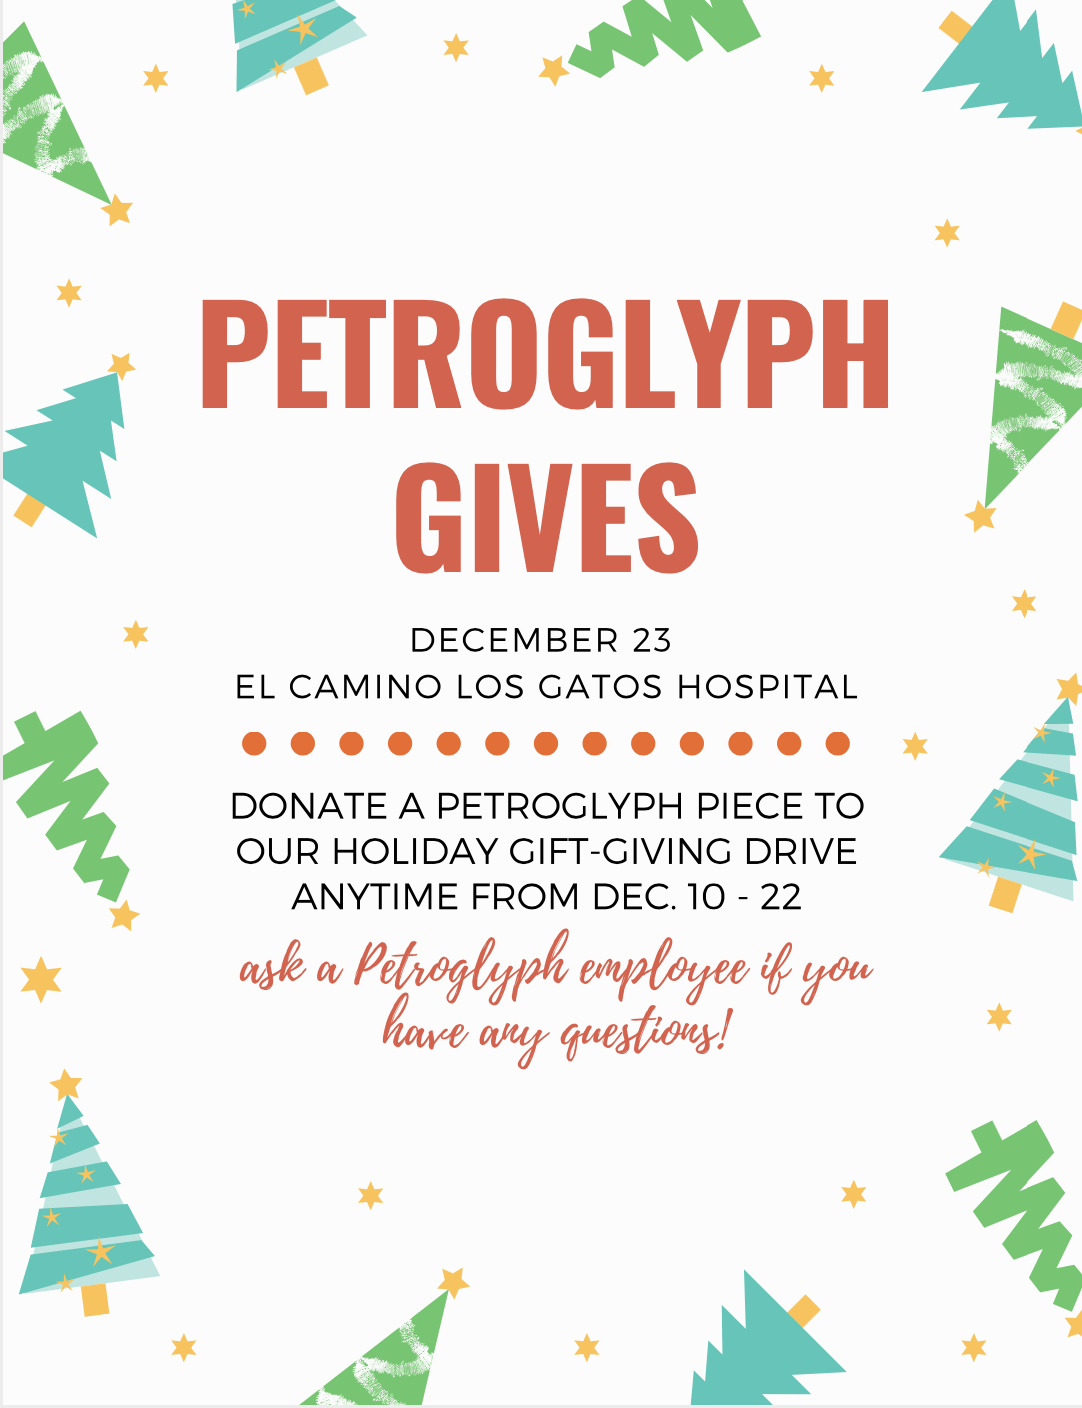 PETROGLYPH
GIVES
DECEMBER 23
EL CAMINO LOS GATOS HOSPITAL
DONATE A PETROGLYPH PIECE TO
OUR HOLIDAY GIFT-GIVING DRIVE
ANYTIME FROM DEC. 10 - 22
ask a Petroglyph employee if you
have any questions!